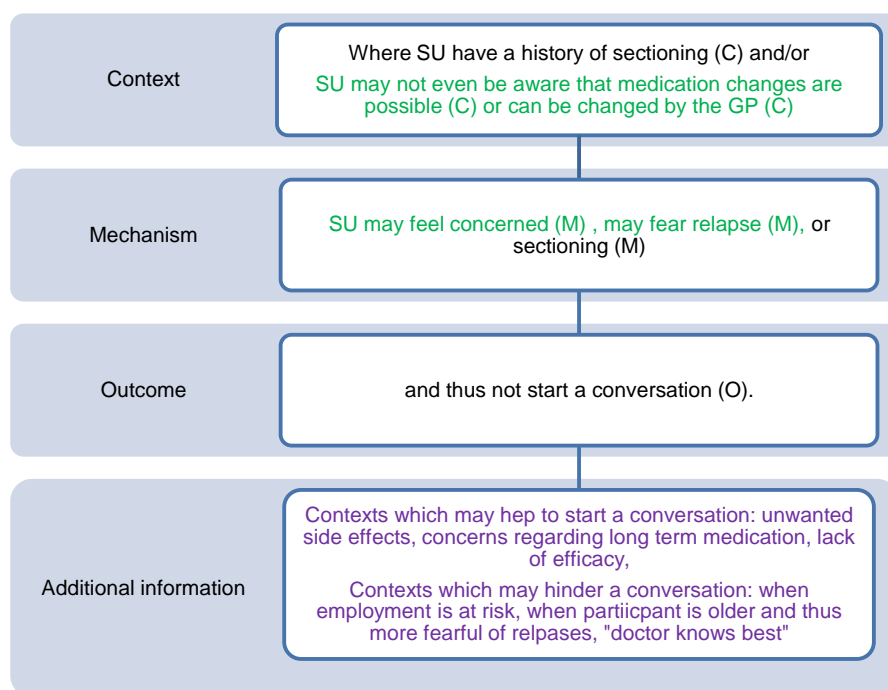 Context
Where SU have a history of sectioning (C) and/or
SU may not even be aware that medication changes are
possible (C) or can be changed by the GP (C)
Mechanism
SU may feel concerned (M) , may fear relapse (M), or
sectioning (M)
Outcome
and thus not start a conversation (O).
Additional information
Contexts which may hep to start a conversation: unwanted
side effects, concerns regarding long term medication, lack
of efficacy,
Contexts which may hinder a conversation: when
employment is at risk, when partiicpant is older and thus
more fearful of relpases, "doctor knows best"